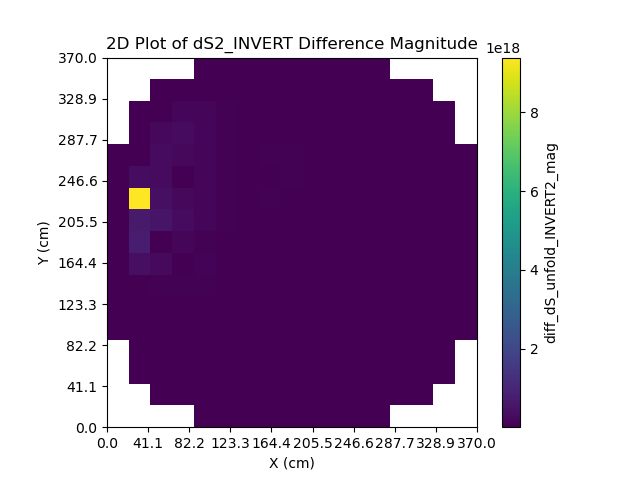 2D Plot of dS2_INVERT Difference Magnitude
1e18
370.0
328.9
287.7
246.6
205.5
164.4
123.3
82.2
41.1
0.0
Y (cm)
0.0 41.1 82.2 123.3 164.4 205.5 246.6 287.7 328.9 370.0
X (cm)
8
6
4
2
diff_dS_unfold_INVERT2_mag